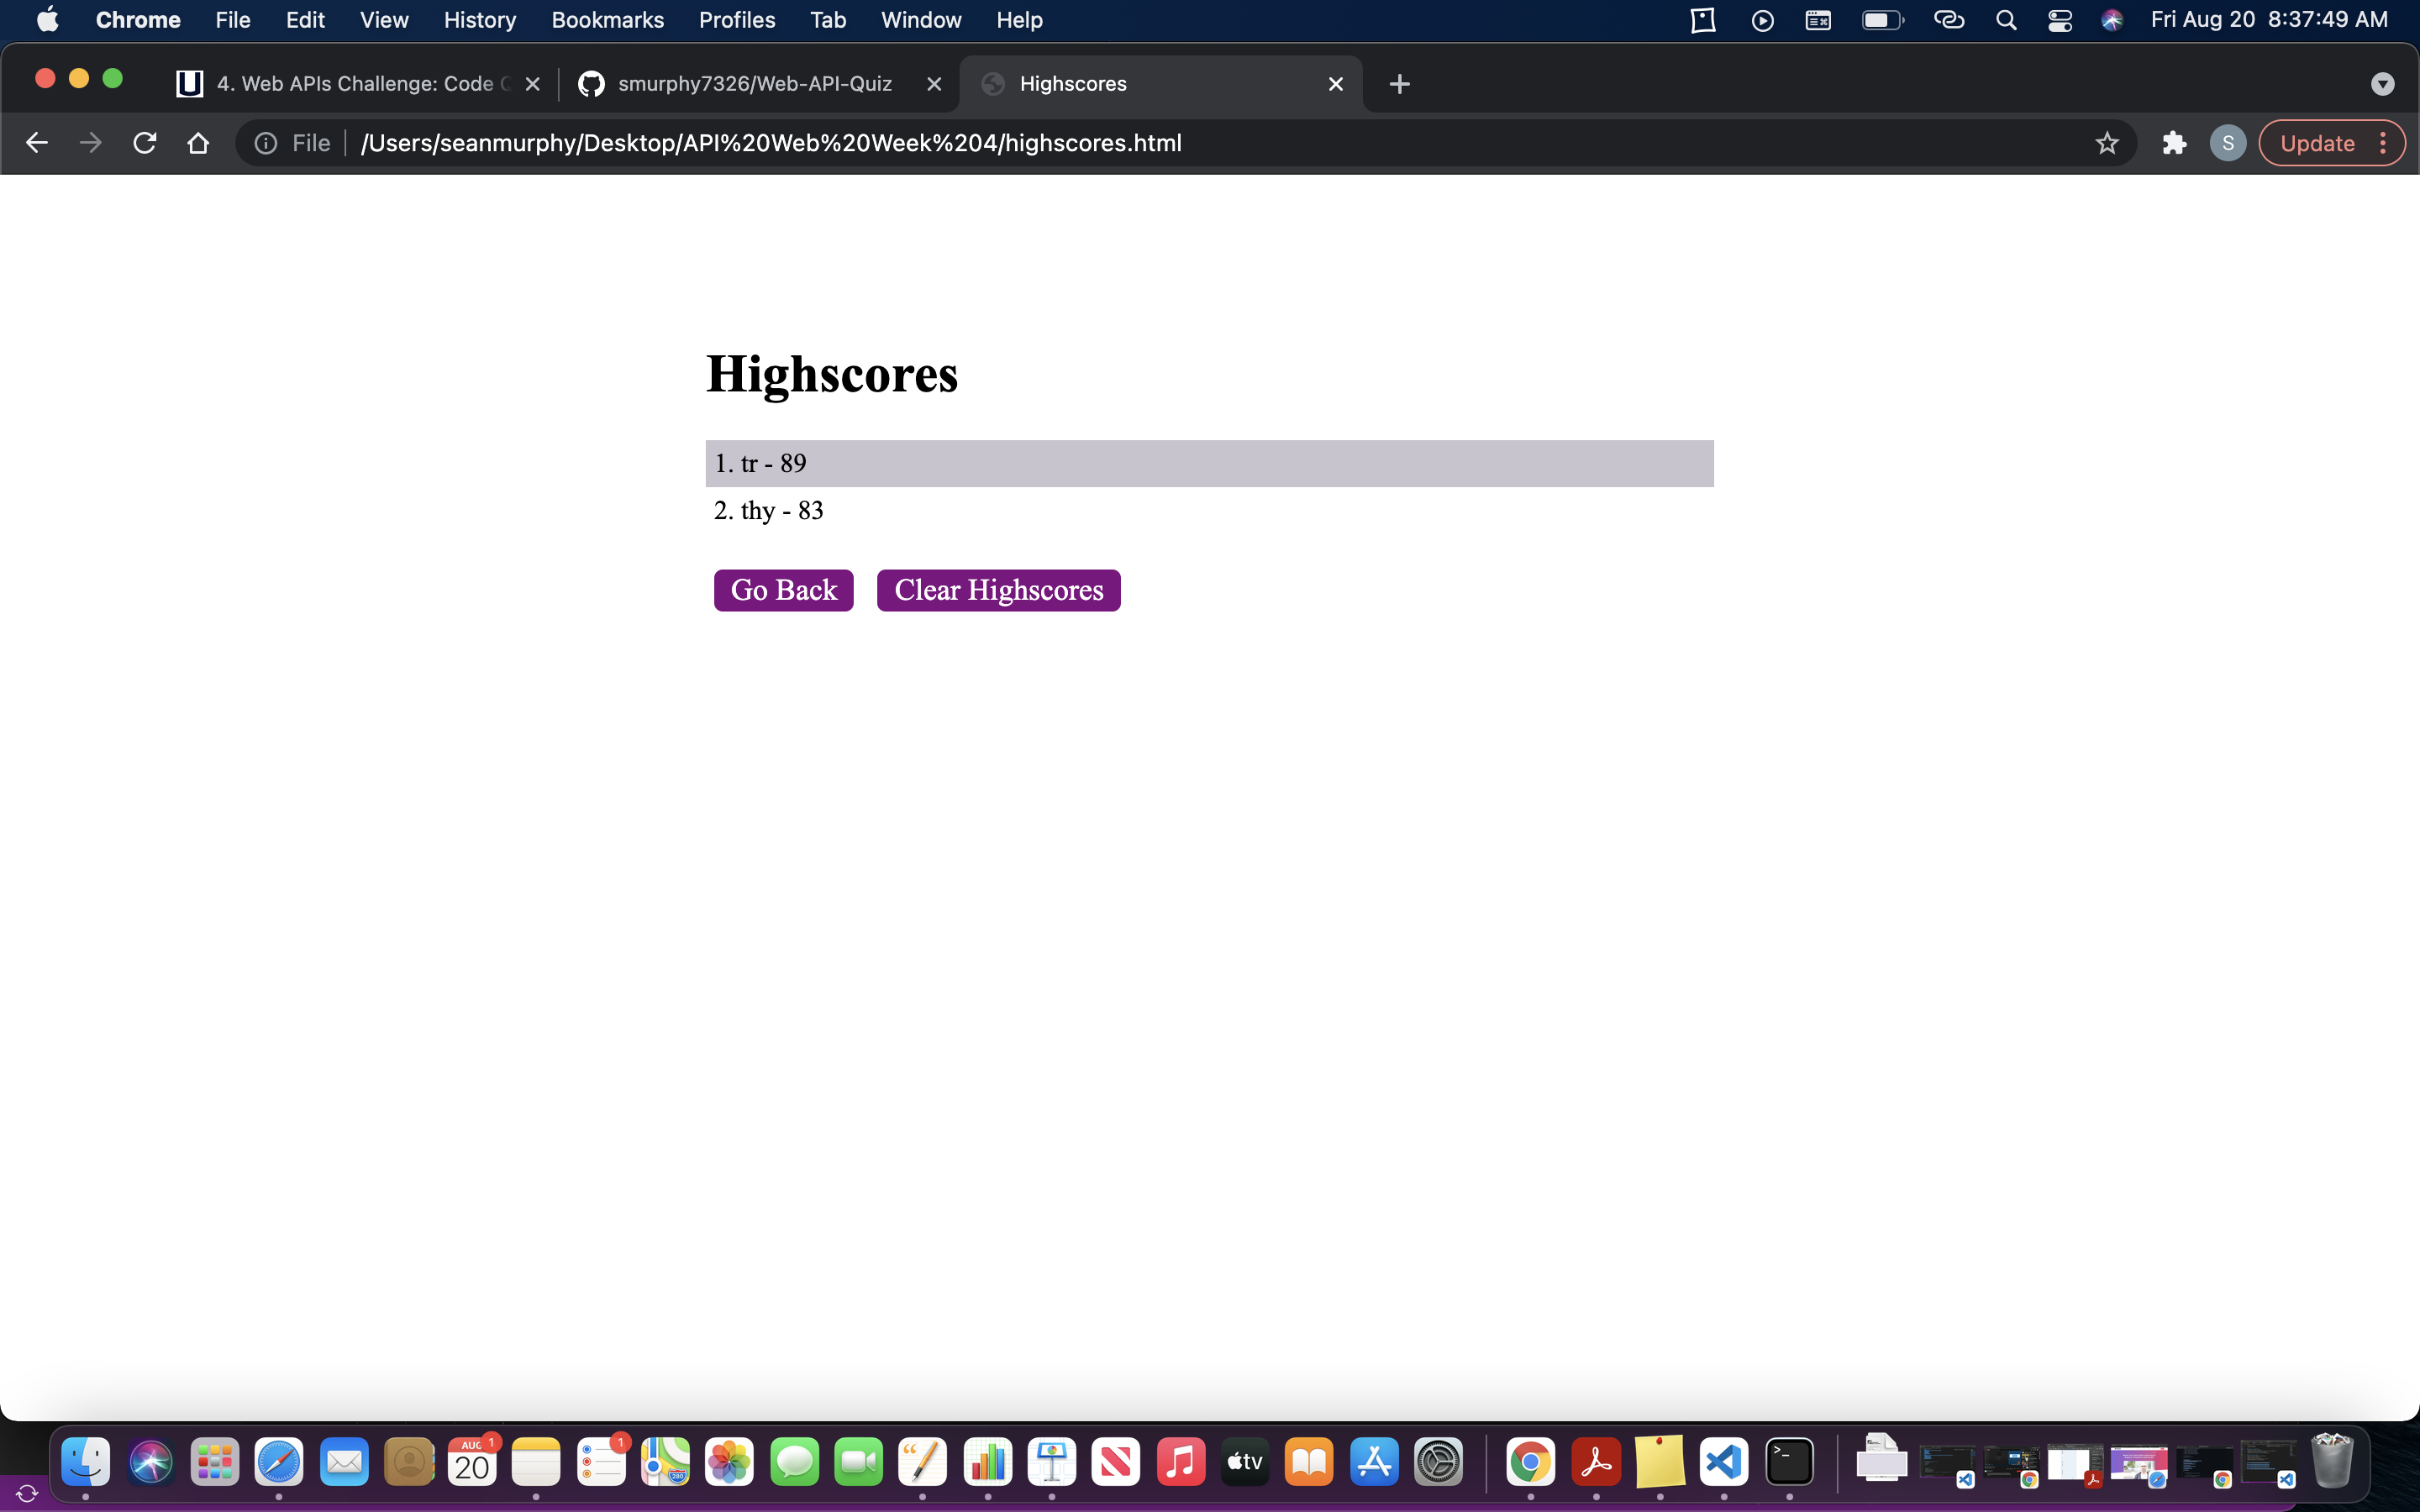 Chrome File Edit View History Bookmarks Profiles Tab Window Help Fri Aug 20 8:37:49 AM
4. Web APIs Challenge: Code smurphy7326/Web-API-Quiz Highscores
File /Users/seanmurphy/Desktop/API%20Web%20Week%204/highscores.html S Update
Highscores
1. tr - 89
2. thy - 83
Go Back Clear Highscores
AUG 1 1
20 280 tv